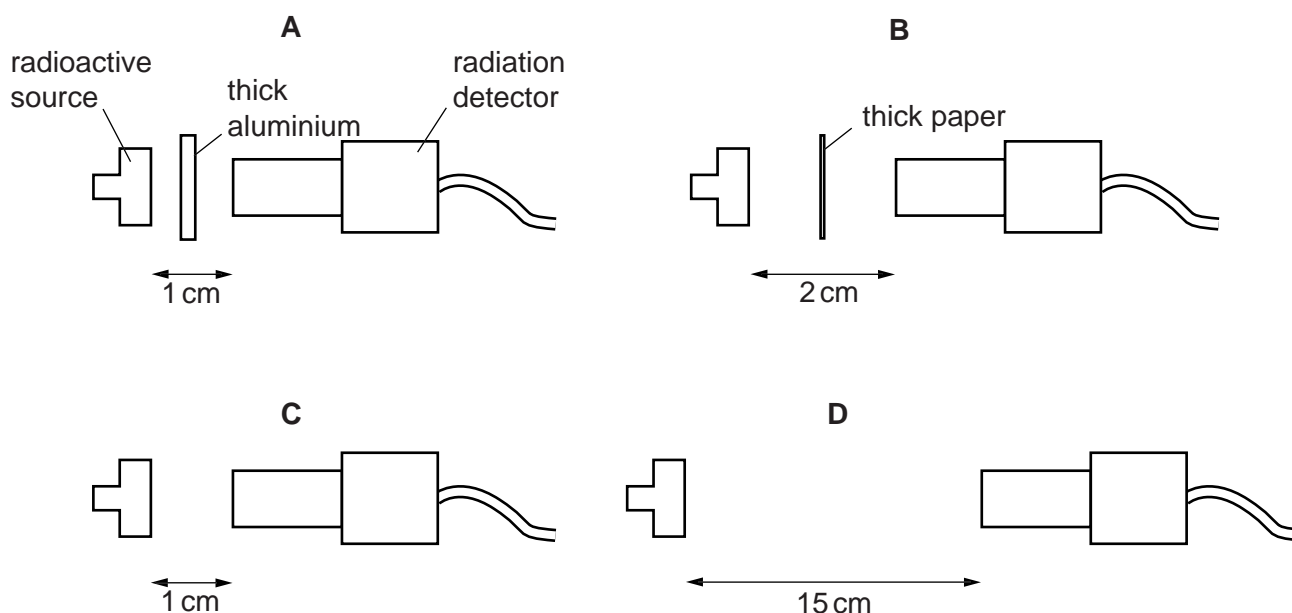 A
radioactive
source
thick
aluminium
radiation
detector
1 cm
B
thick paper
2 cm
C
1 cm
D
15 cm